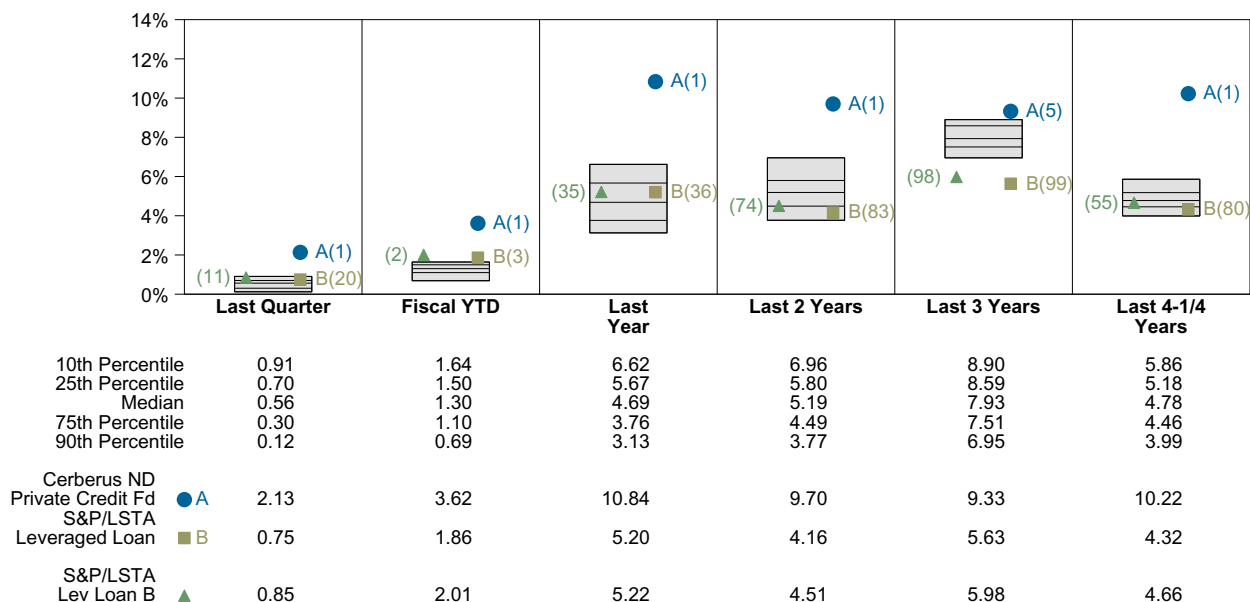 14%
12%
10%
8%
6%
4%
2%
0%
(11)
A(1)
B(20)
(2)
A(1)
B(3)
(35)
A(1)
B(36)
(74)
A(1)
B(83)
(98)
A(5)
B(99)
(55)
A(1)
B(80)
Last Quarter Fiscal YTD Last Last 2 Years Last 3 Years Last 4-1/4
Year Years
10th Percentile 0.91 1.64 6.62 6.96 8.90 5.86
25th Percentile 0.70 1.50 5.67 5.80 8.59 5.18
Median 0.56 1.30 4.69 5.19 7.93 4.78
75th Percentile 0.30 1.10 3.76 4.49 7.51 4.46
90th Percentile 0.12 0.69 3.13 3.77 6.95 3.99
Cerberus ND
Private Credit Fd A 2.13 3.62 10.84 9.70 9.33 10.22
S&P/LSTA
Leveraged Loan B 0.75 1.86 5.20 4.16 5.63 4.32
S&P/LSTA
Lev Loan B 0.85 2.01 5.22 4.51 5.98 4.66